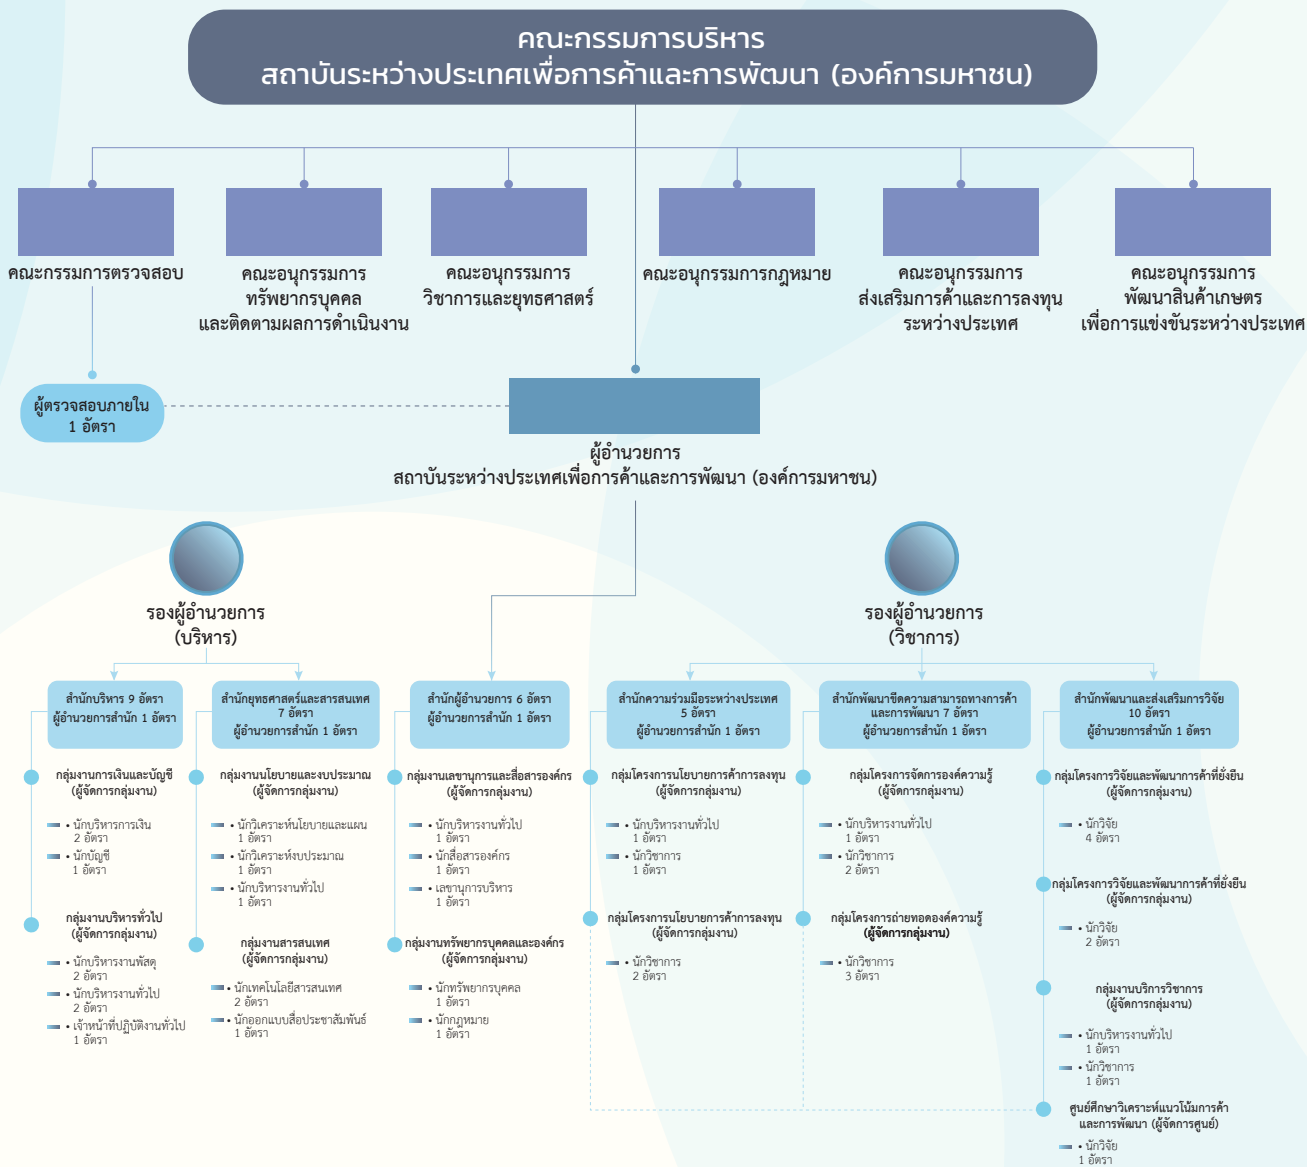 คณะกรรมการบริหาร
สถาบันระหว่างประเทศเพื่อการค้าและการพัฒนา (องค์การมหาชน)
คณะกรรมการตรวจสอบ
คณะอนุกรรมการ
ทรัพยากรบุคคล
และติดตามผลการดำเนินงาน
คณะอนุกรรมการ
วิชาการและยุทธศาสตร์
คณะอนุกรรมการกฎหมาย
คณะอนุกรรมการ
ส่งเสริมการค้าและการลงทุน
ระหว่างประเทศ
คณะอนุกรรมการ
พัฒนาสินค้าเกษตร
เพื่อการแข่งขันระหว่างประเทศ
ผู้ตรวจสอบภายใน
1 อัตรา
ผู้อำนวยการ
สถาบันระหว่างประเทศเพื่อการค้าและการพัฒนา (องค์การมหาชน)
รองผู้อำนวยการ
(บริหาร)
รองผู้อำนวยการ
(วิชาการ)
สำนักบริหาร 9 อัตรา
ผู้อำนวยการสำนัก 1 อัตรา
กลุ่มงานการเงินและบัญชี
(ผู้จัดการกลุ่มงาน)
• นักบริหารการเงิน
2 อัตรา
• นักบัญชี
1 อัตรา
กลุ่มงานบริหารทั่วไป
(ผู้จัดการกลุ่มงาน)
• นักบริหารงานพัสดุ
2 อัตรา
• นักบริหารงานทั่วไป
2 อัตรา
• เจ้าหน้าที่ปฏิบัติงานทั่วไป
1 อัตรา
สำนักยุทธศาสตร์และสารสนเทศ
7 อัตรา
ผู้อำนวยการสำนัก 1 อัตรา
กลุ่มงานนโยบายและงบประมาณ
(ผู้จัดการกลุ่มงาน)
• นักวิเคราะห์นโยบายและแผน
1 อัตรา
• นักวิเคราะห์งบประมาณ
1 อัตรา
• นักบริหารงานทั่วไป
1 อัตรา
กลุ่มงานสารสนเทศ
(ผู้จัดการกลุ่มงาน)
• นักเทคโนโลยีสารสนเทศ
2 อัตรา
• นักออกแบบสื่อประชาสัมพันธ์
1 อัตรา
สำนักผู้อำนวยการ 6 อัตรา
ผู้อำนวยการสำนัก 1 อัตรา
กลุ่มงานเลขานุการและสื่อสารองค์กร
(ผู้จัดการกลุ่มงาน)
• นักบริหารงานทั่วไป
1 อัตรา
• นักสื่อสารองค์กร
1 อัตรา
• เลขานุการบริหาร
1 อัตรา
กลุ่มงานทรัพยากรบุคคลและองค์กร
(ผู้จัดการกลุ่มงาน)
• นักทรัพยากรบุคคล
1 อัตรา
• นักกฎหมาย
1 อัตรา
สำนักความร่วมมือระหว่างประเทศ
5 อัตรา
ผู้อำนวยการสำนัก 1 อัตรา
กลุ่มโครงการนโยบายการค้าการลงทุน
(ผู้จัดการกลุ่มงาน)
• นักบริหารงานทั่วไป
1 อัตรา
• นักวิชาการ
1 อัตรา
กลุ่มโครงการนโยบายการค้าการลงทุน
(ผู้จัดการกลุ่มงาน)
• นักวิชาการ
2 อัตรา
สำนักพัฒนาขีดความสามารถทางการค้า
และการพัฒนา 7 อัตรา
ผู้อำนวยการสำนัก 1 อัตรา
กลุ่มโครงการจัดการองค์ความรู้
(ผู้จัดการกลุ่มงาน)
• นักบริหารงานทั่วไป
1 อัตรา
• นักวิชาการ
2 อัตรา
กลุ่มโครงการถ่ายทอดองค์ความรู้
(ผู้จัดการกลุ่มงาน)
• นักวิชาการ
3 อัตรา
สำนักพัฒนาและส่งเสริมการวิจัย
10 อัตรา
ผู้อำนวยการสำนัก 1 อัตรา
กลุ่มโครงการวิจัยและพัฒนาการค้าที่ยั่งยืน
(ผู้จัดการกลุ่มงาน)
• นักวิจัย
4 อัตรา
กลุ่มโครงการวิจัยและพัฒนาการค้าที่ยั่งยืน
(ผู้จัดการกลุ่มงาน)
• นักวิจัย
2 อัตรา
กลุ่มงานบริการวิชาการ
(ผู้จัดการกลุ่มงาน)
• นักบริหารงานทั่วไป
1 อัตรา
• นักวิชาการ
1 อัตรา
ศูนย์ศึกษาวิเคราะห์แนวโน้มการค้า
และการพัฒนา (ผู้จัดการศูนย์)
• นักวิจัย
1 อัตรา